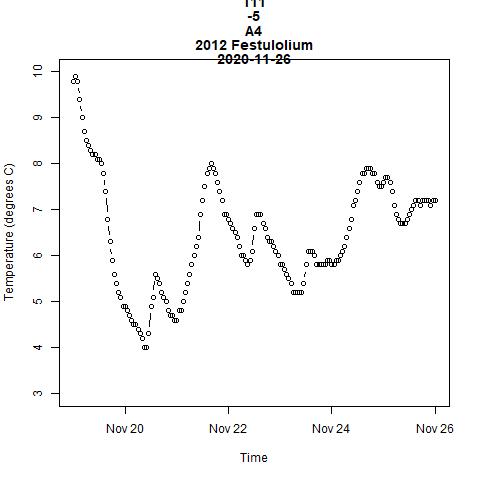 T11
-5
A4
2012 Festulolium
2020-11-26
10
9
8
7
6
5
4
3
Temperature (degrees C)
Nov 20
Nov 22
Nov 24
Nov 26
Time